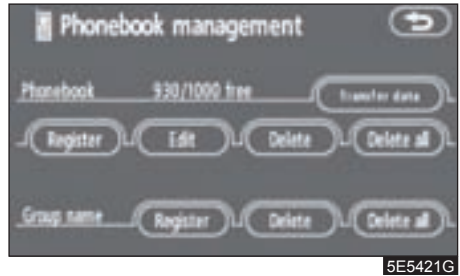 Phonebook management
Phonebook 930/1000 free Transfer data
Register Edit Delete Delete all
Group name Register Delete Delete all
5E5421G